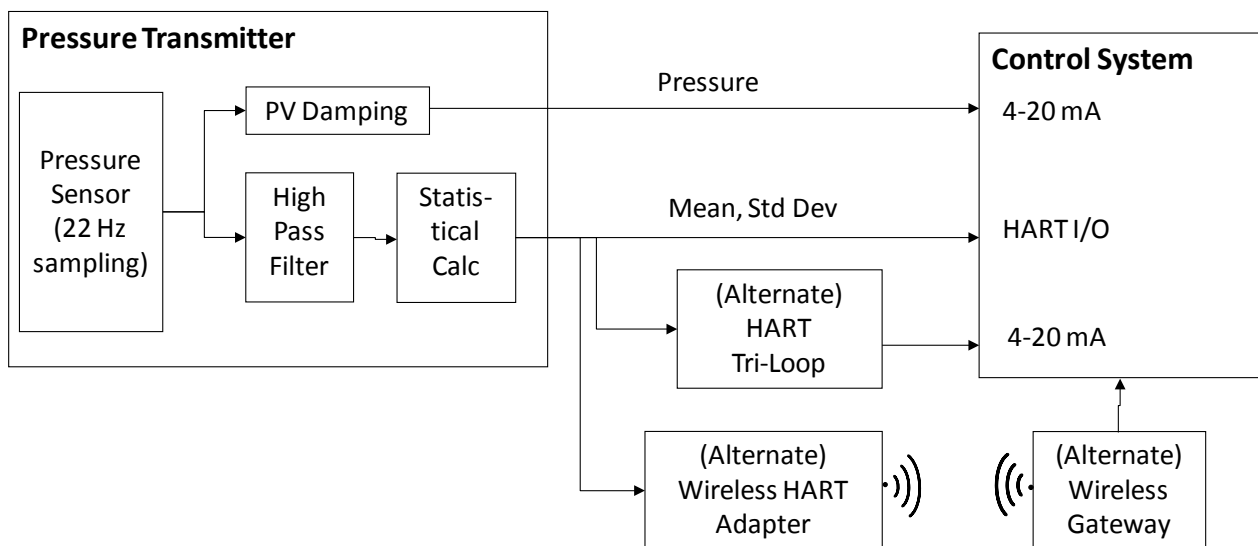 Pressure Transmitter
Pressure
Sensor
(22 Hz
sampling)
PV Damping
High
Pass
Filter
Statis-
tical
Calc
Pressure
Mean, Std Dev
(Alternate)
HART
Tri-Loop
(Alternate)
Wireless HART
Adapter
Control System
4-20 mA
HART I/O
4-20 mA
(Alternate)
Wireless
Gateway